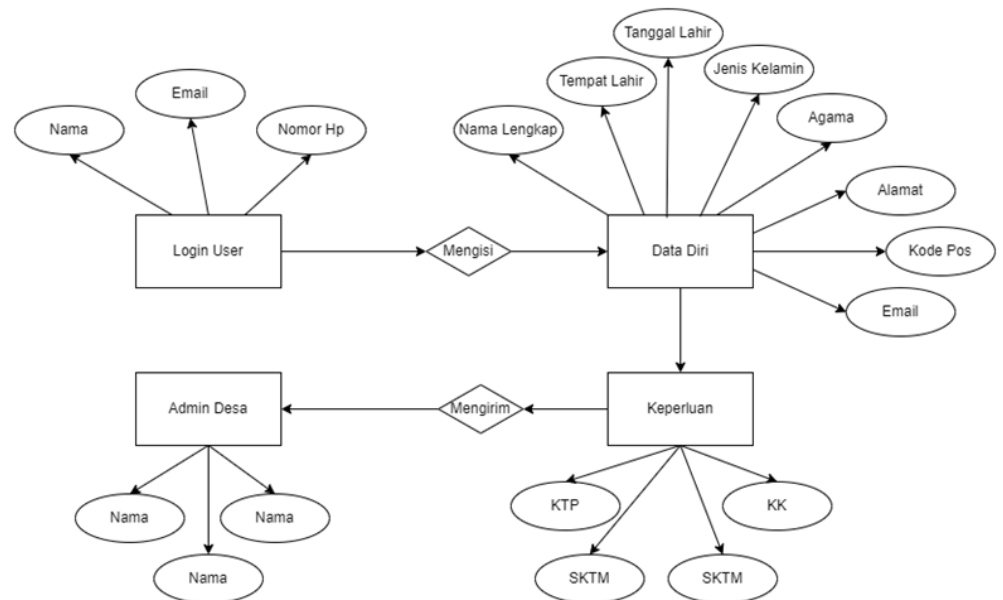 Tanggal Lahir
Jenis Kelamin
Tempat Lahir
Email
Agama
Nama
Nomor Hp
Nama Lengkap
Alamat
Login User
Mengisi
Data Diri
Kode Pos
Email
Admin Desa
Mengirim
Keperluan
KTP
KK
Nama
Nama
Nama
SKTM
SKTM